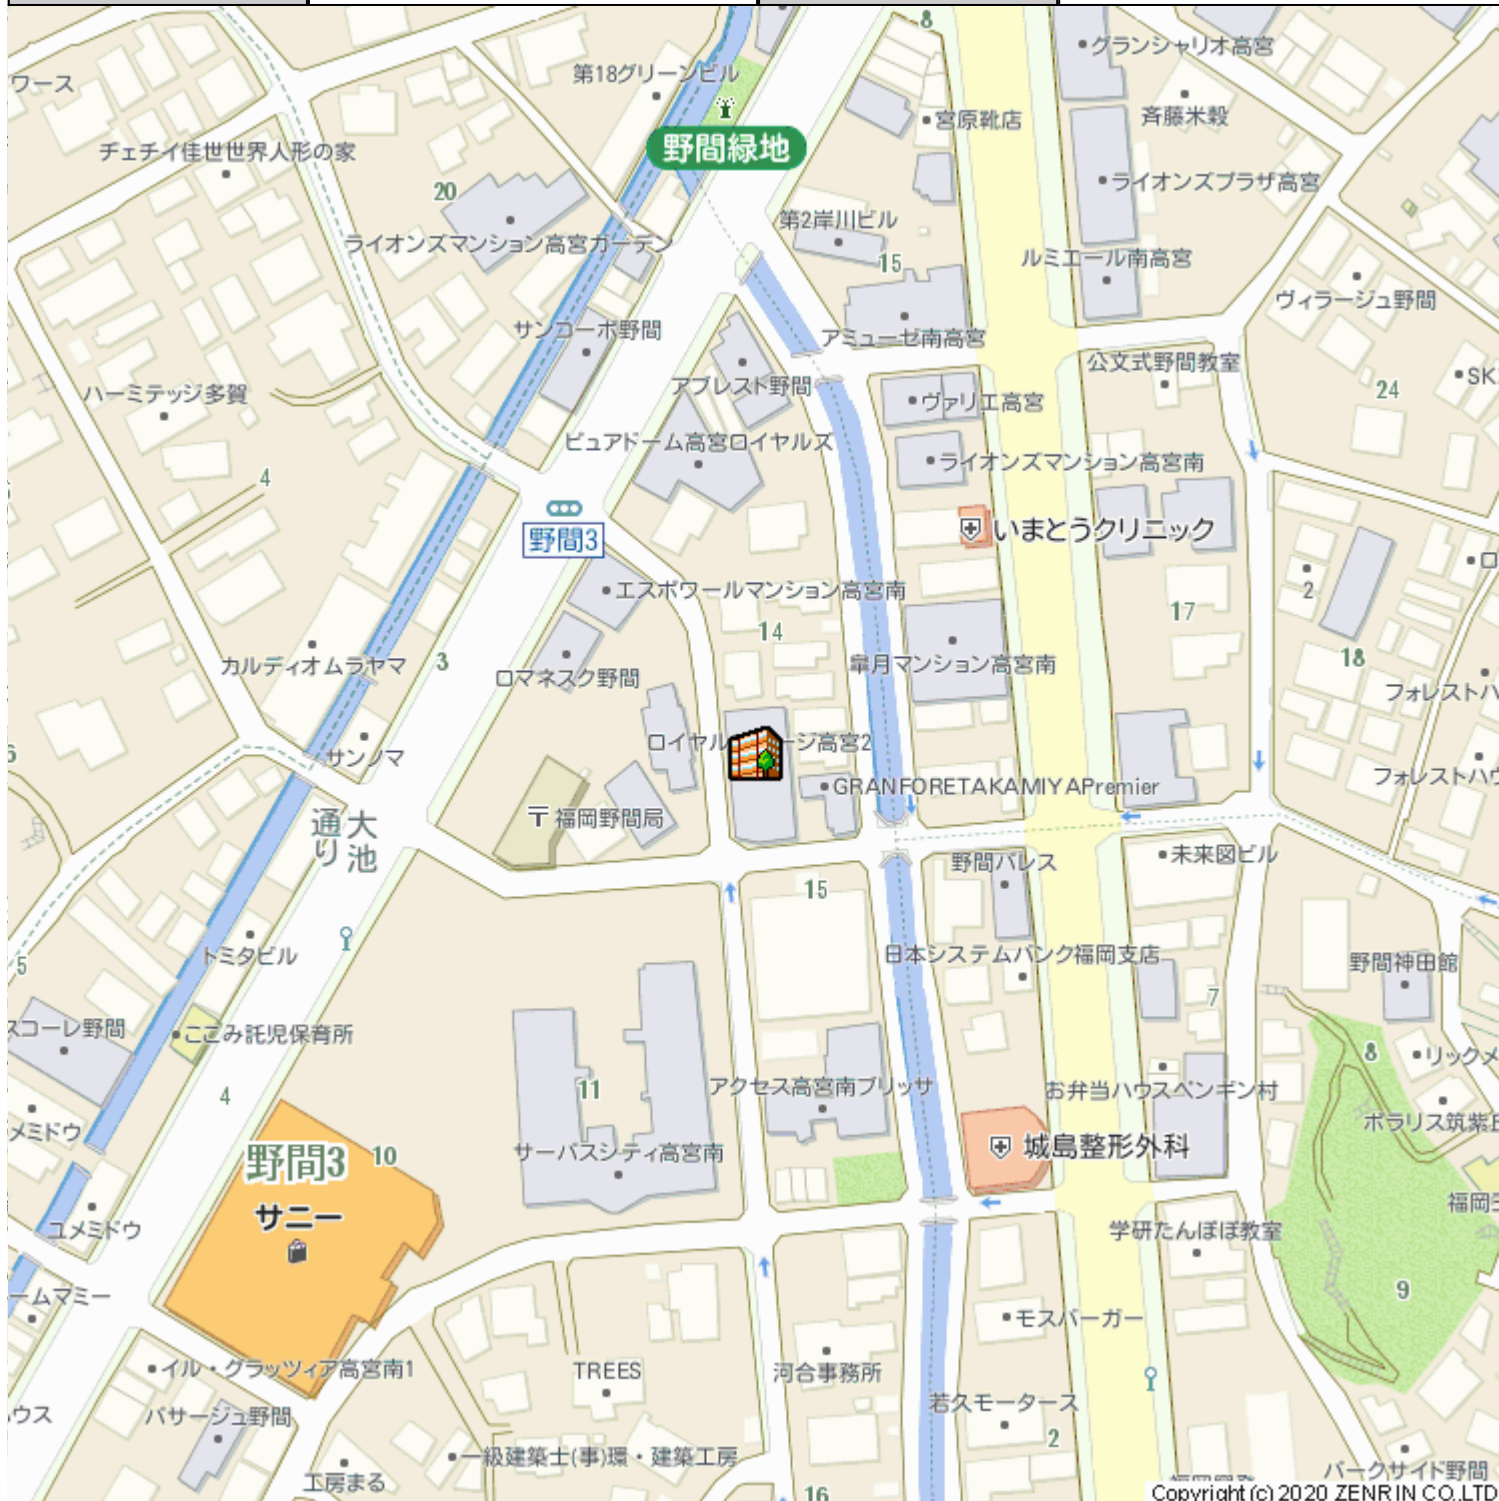 8
グランシャリオ高宮
第18グリーンビル
ワース
宮原靴店
斉藤米穀
野間緑地
チェチイ佳世世界人形の家
ライオンズプラザ高宮
20
第2岸川ビル
ライオンズマンション高宮ガーデン
15
ルミエール南高宮
ヴィラージュ野間
サンコーポ野間
アミューゼ南高宮
公文式野間教室
SK
アブレスト野間
24
ハーミテッジ多賀
ヴァリエ高宮
ピュアドーム高宮ロイヤルズ
ライオンズマンション高宮南
4
野間3
いまとうクリニック
エスポワールマンション高宮南
2
17
14
18
カルディオムラヤマ
3
ロマネスク野間
皐月マンション高宮南
フォレストハ
ロイヤル
ージ高宮2
サンノマ
GRANFORETAKAMIYAPremier
フォレストハウ
大池
通り
〒福岡野間局
野間パレス
未来図ビル
15
トミタビル
日本システムバンク福岡支店
野間神田館
5
7
スコーレ野間
ここみ託児保育所
8
リックメ
4
11
アクセス高宮南ブリッサ
お弁当ハウスペンギン村
メミドウ
ポラリス筑紫丘
野間3
10
サーパスシティ高宮南
城島整形外科
サニー
ユメミドウ
学研たんぽぽ教室
福岡
ームマミー
9
モスバーガー
イル・グラッツィア高宮南1
TREES
河合事務所
パサージュ野間
若久モータース
ハウス
2
一級建築士(事)環・建築工房
工房まる
パークサイド野間
16
Copyright (c) 2020 ZENRIN CO.,LTD